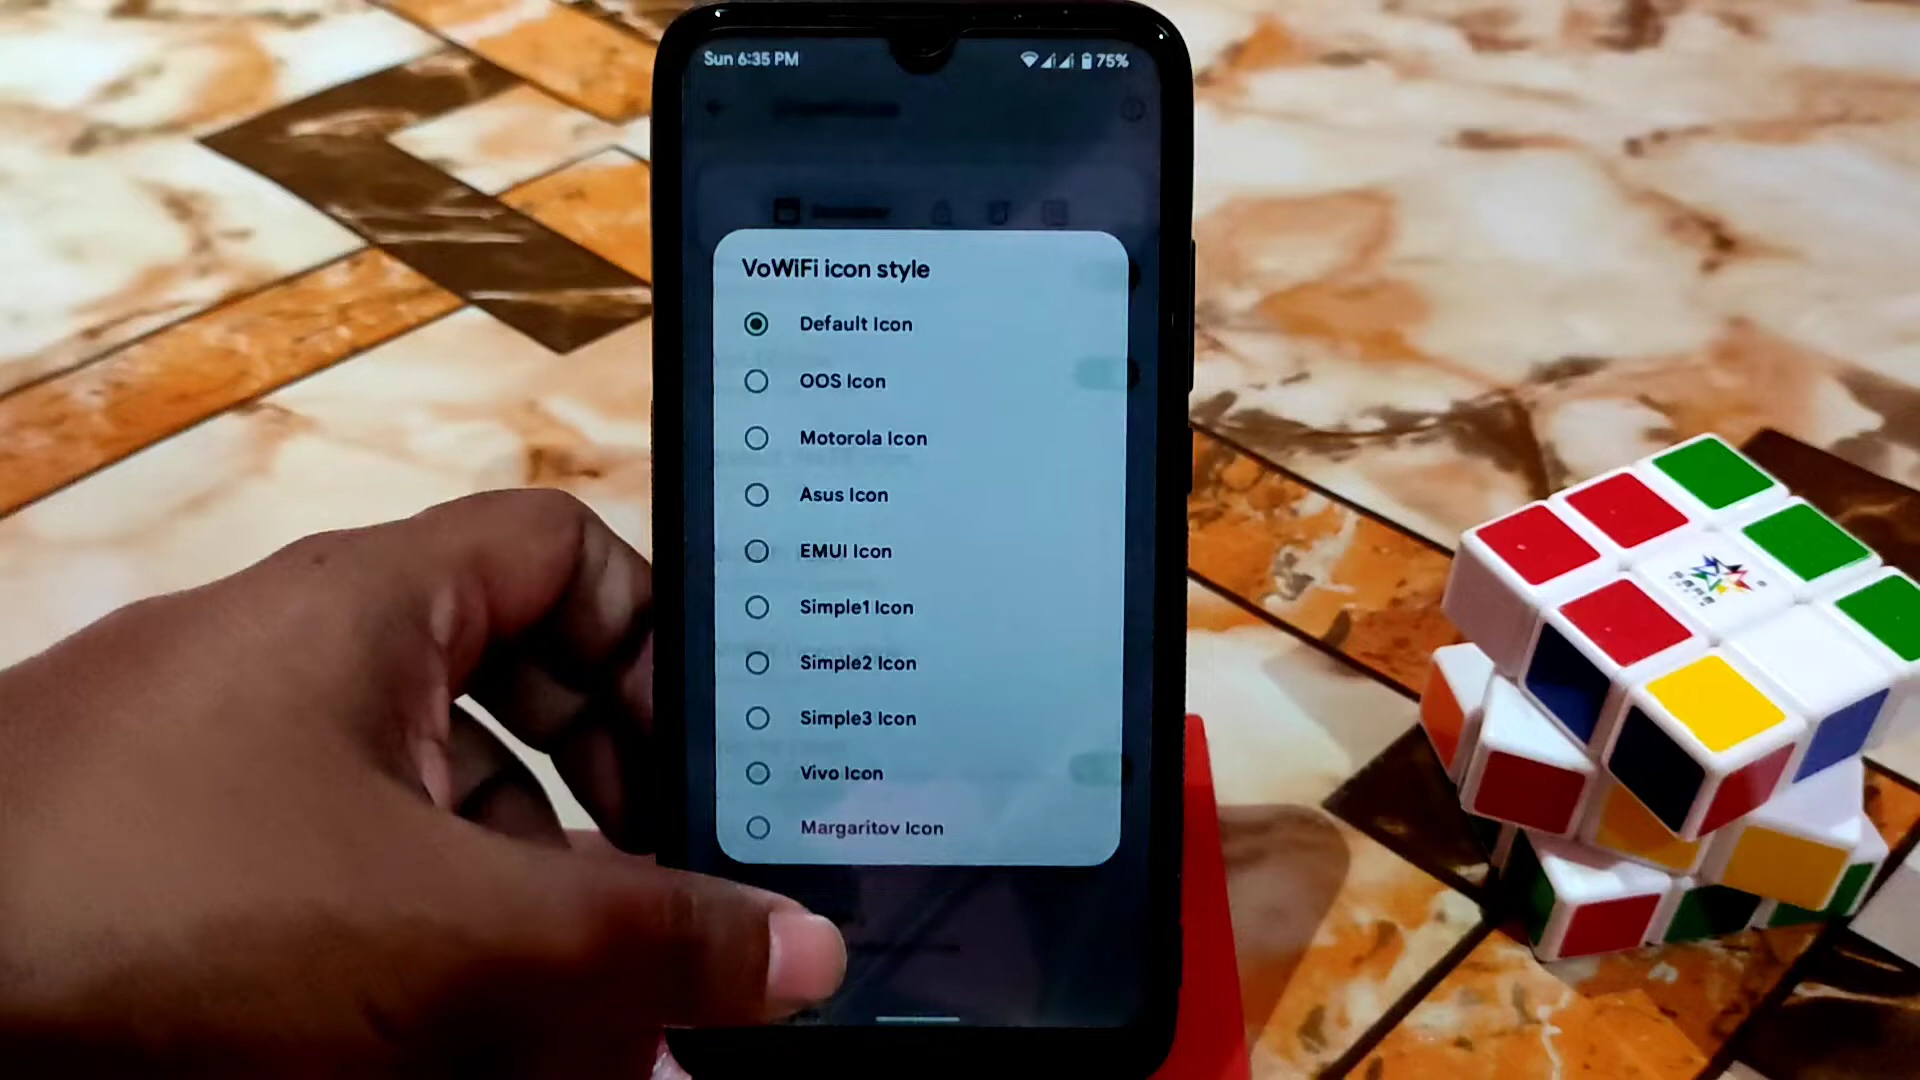 Sun 6:35 PM
75%
VoWiFi icon style
Default Icon
OOS Icon
Motorola Icon
Asus Icon
EMUI Icon
Simple1 Icon
Simple2 Icon
Simple3 Icon
Vivo Icon
Margaritov Icon